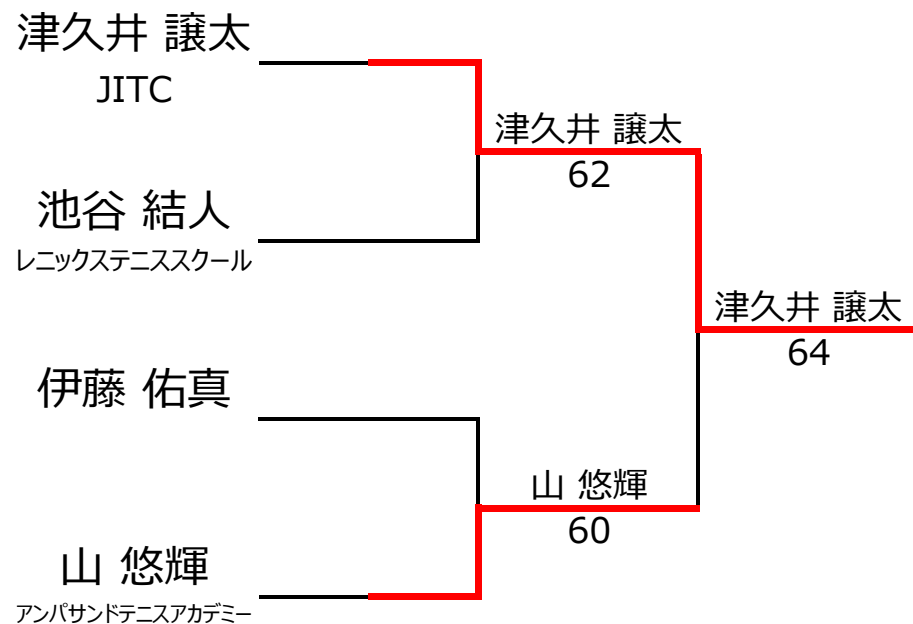 津久井 譲太
JITC
津久井 譲太
62
池谷 結人
レニックステニススクール
津久井 譲太
64
伊藤 佑真
山 悠輝
60
山 悠輝
アンパサンドテニスアカデミー